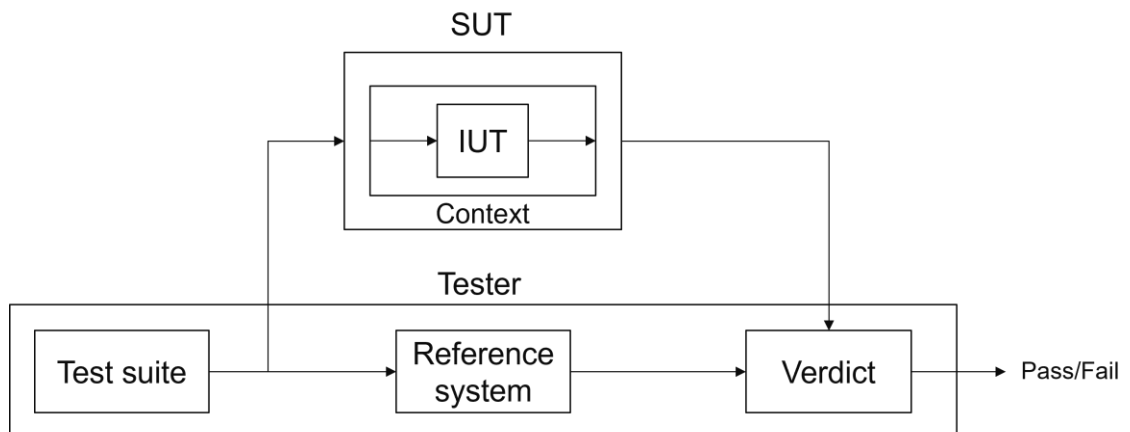 SUT
IUT
Context
Tester
Test suite
Reference
system
Verdict
Pass/Fail